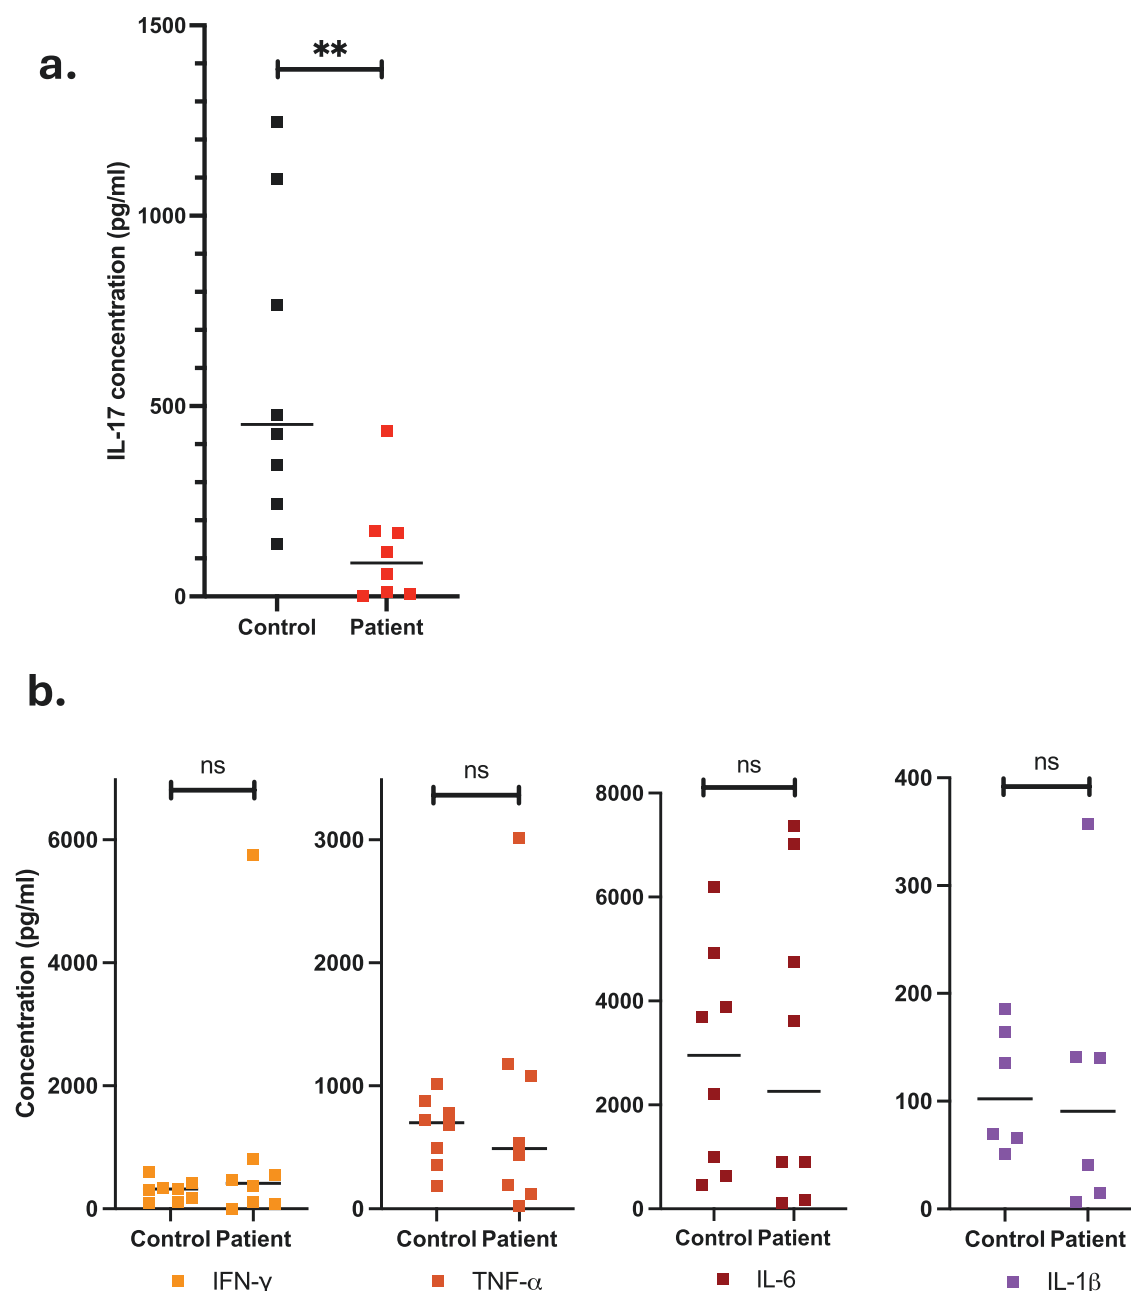 a.
**
IL-17 concentration (pg/ml)
1500
1000
500
0
Control Patient
b.
Concentration (pg/ml)
ns
6000
4000
2000
0
Control Patient
IFN-γ
ns
3000
2000
1000
0
Control Patient
TNF-α
ns
8000
6000
4000
2000
0
Control Patient
IL-6
ns
400
300
200
100
0
Control Patient
IL-1β